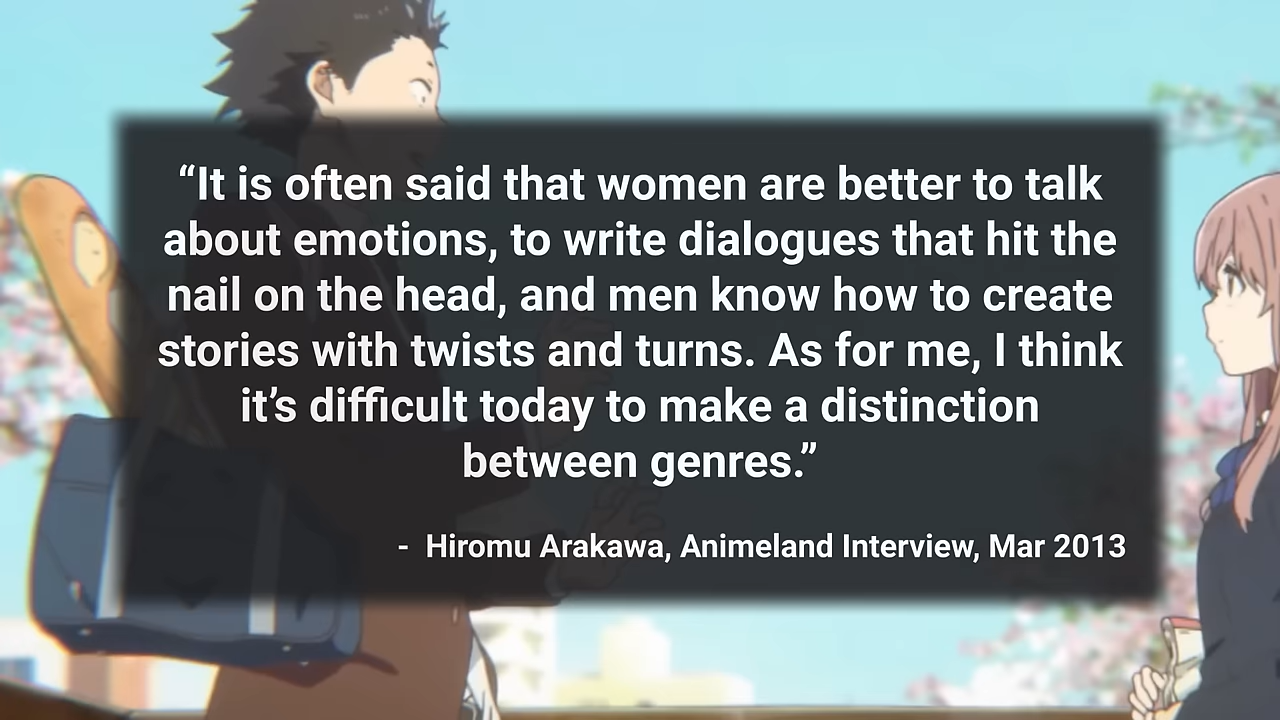 “It is often said that women are better to talk
about emotions, to write dialogues that hit the
nail on the head, and men know how to create
stories with twists and turns. As for me, I think
it’s difficult today to make a distinction
between genres.”
- Hiromu Arakawa, Animeland Interview, Mar 2013